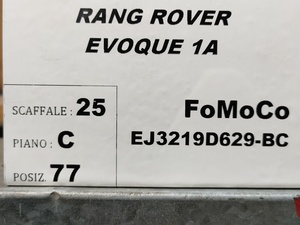 RANG ROVER
EVOQUE 1A
SCAFFALE : 25
PIANO : C
POSIZ. 77
FoMoCo
EJ3219D629-BC